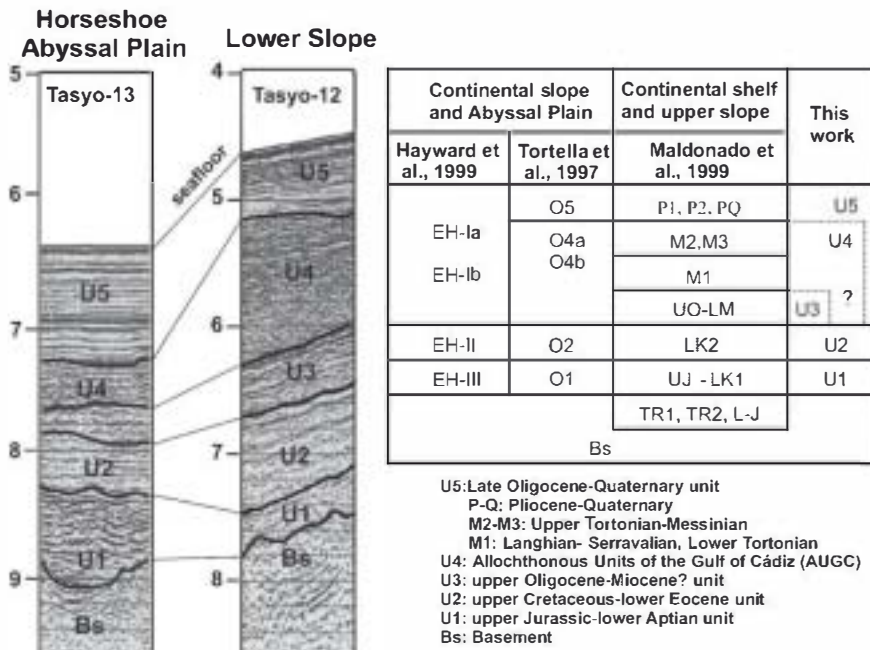 Horseshoe
Abyssal Plain
Lower Slope
5
6
7
8
9
Tasyo-13
U5
U4
U2
U1
Bs
seafloor
4
5
6
7
8
Tasyo-12
U5
U4
U3
U2
U1
Bs
Continental slope
and Abyssal Plain
Continental shelf
and upper slope
This
work
Hayward et
al., 1999
Tortella et
al., 1997
Maldonado et
al., 1999
EH-Ia
EH-Ib
O5
O4a
O4b
P1, P2, PQ
M2,M3
M1
UO-LM
U5
U4
?
U3
EH-II
O2
LK2
U2
EH-III
O1
UJ - LK1
U1
TR1, TR2, L-J
Bs
U5:Late Oligocene-Quaternary unit
P-Q: Pliocene-Quaternary
M2-M3: Upper Tortonian-Messinian
M1: Langhian- Serravalian, Lower Tortonian
U4: Allochthonous Units of the Gulf of Cádiz (AUGC)
U3: upper Oligocene-Miocene? unit
U2: upper Cretaceous-lower Eocene unit
U1: upper Jurassic-lower Aptian unit
Bs: Basement